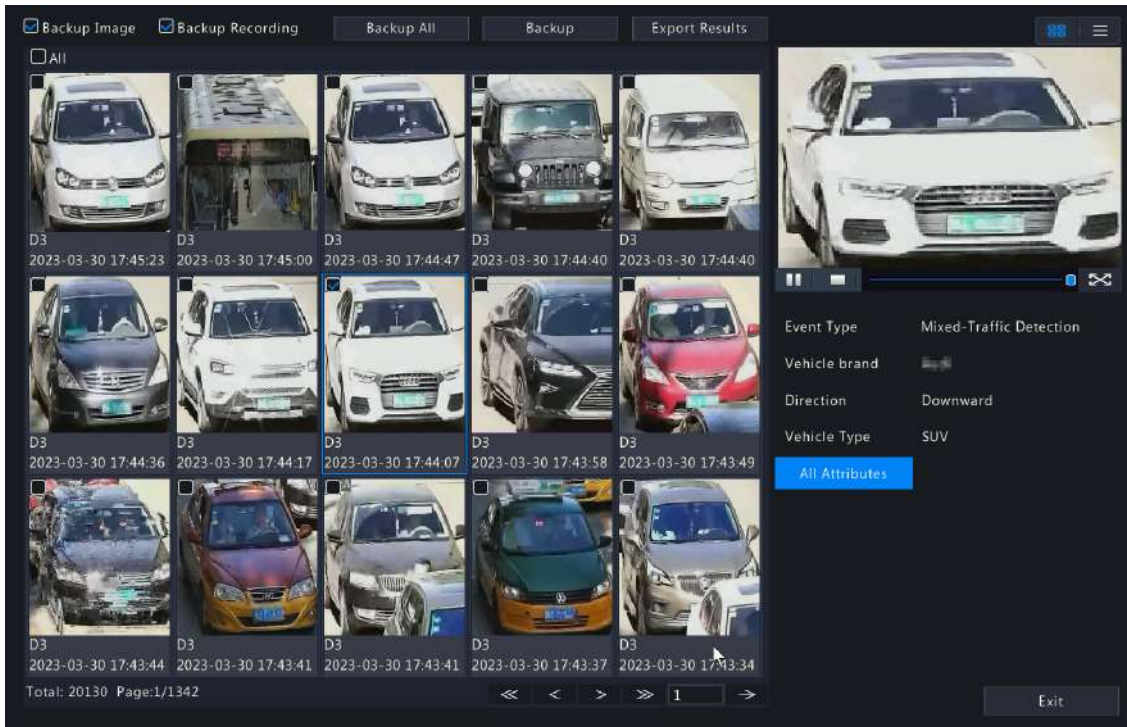 Backup Image Backup Recording Backup All Backup Export Results
All
D3 D3 D3 D3 D3
2023-03-30 17:45:23 2023-03-30 17:45:00 2023-03-30 17:44:47 2023-03-30 17:44:40 2023-03-30 17:44:40
D3 D3 D3 D3 D3
2023-03-30 17:44:36 2023-03-30 17:44:17 2023-03-30 17:44:07 2023-03-30 17:43:58 2023-03-30 17:43:49
D3 D3 D3 D3 D3
2023-03-30 17:43:44 2023-03-30 17:43:41 2023-03-30 17:43:41 2023-03-30 17:43:37 2023-03-30 17:43:34
Total: 20130 Page:1/1342
1
Event Type Mixed-Traffic Detection
Vehicle brand
Direction Downward
Vehicle Type SUV
All Attributes
Exit